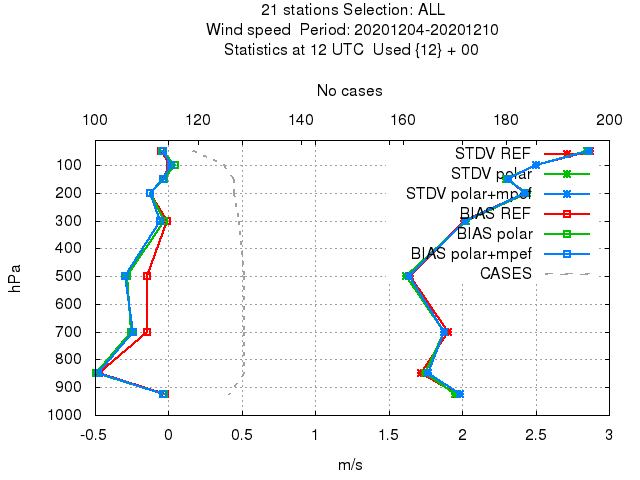 21 stations Selection: ALL
Wind speed  Period: 20201204-20201210
Statistics at 12 UTC  Used {12} + 00
No cases
100 120 140 160 180 200
100
200
300
400
500
600
700
800
900
1000
hPa
STDV REF
STDV polar
STDV polar+mpef
BIAS REF
BIAS polar
BIAS polar+mpef
CASES
-0.5 0 0.5 1 1.5 2 2.5 3
m/s